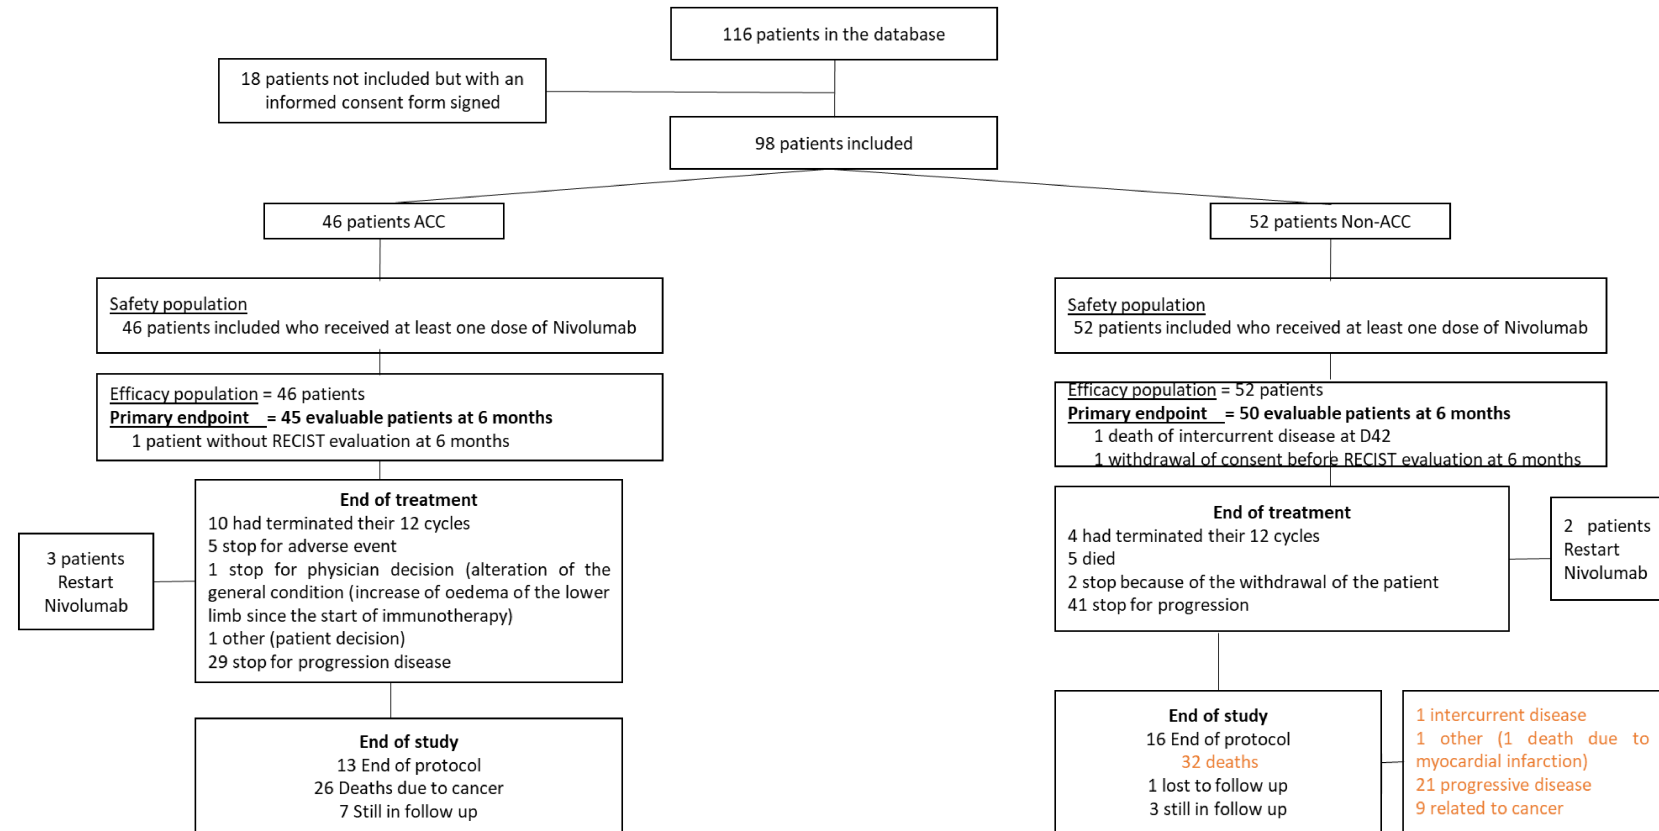 116 patients in the database
18 patients not included but with an
informed consent form signed
98 patients included
46 patients ACC
52 patients Non-ACC
Safety population
46 patients included who received at least one dose of Nivolumab
Safety population
52 patients included who received at least one dose of Nivolumab
Efficacy population = 46 patients
Primary endpoint = 45 evaluable patients at 6 months
1 patient without RECIST evaluation at 6 months
Efficacy population = 52 patients
Primary endpoint = 50 evaluable patients at 6 months
1 death of intercurrent disease at D42
1 withdrawal of consent before RECIST evaluation at 6 months
3 patients
Restart
Nivolumab
End of treatment
10 had terminated their 12 cycles
5 stop for adverse event
1 stop for physician decision (alteration of the
general condition (increase of oedema of the lower
limb since the start of immunotherapy)
1 other (patient decision)
29 stop for progression disease
End of treatment
4 had terminated their 12 cycles
5 died
2 stop because of the withdrawal of the patient
41 stop for progression
2 patients
Restart
Nivolumab
End of study
13 End of protocol
26 Deaths due to cancer
7 Still in follow up
End of study
16 End of protocol
32 deaths
1 lost to follow up
3 still in follow up
1 intercurrent disease
1 other (1 death due to
myocardial infarction)
21 progressive disease
9 related to cancer